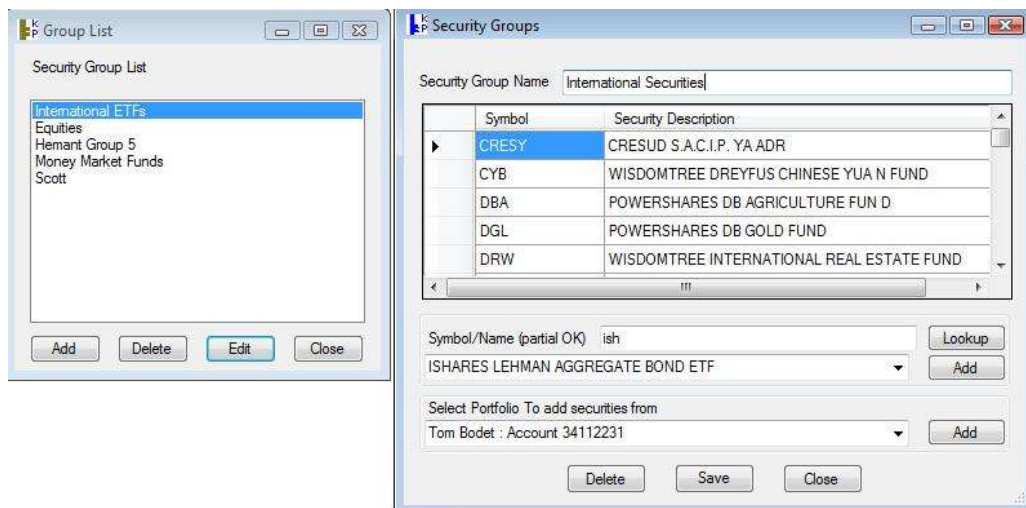 Group List
Security Group List
International ETFs
Equities
Hemant Group 5
Money Market Funds
Scott
Add Delete Edit Close
Security Groups
Security Group Name International Securities
Symbol Security Description
CRESY CRESUD S.A.C.I.P. YA ADR
CYB WISDOMTREE DREYFUS CHINESE YUA N FUND
DBA POWERSHARES DB AGRICULTURE FUN D
DGL POWERSHARES DB GOLD FUND
DRW WISDOMTREE INTERNATIONAL REAL ESTATE FUND
Symbol/Name (partial OK) ish Lookup
ISHARES LEHMAN AGGREGATE BOND ETF Add
Select Portfolio To add securities from
Tom Bodet : Account 34112231 Add
Delete Save Close